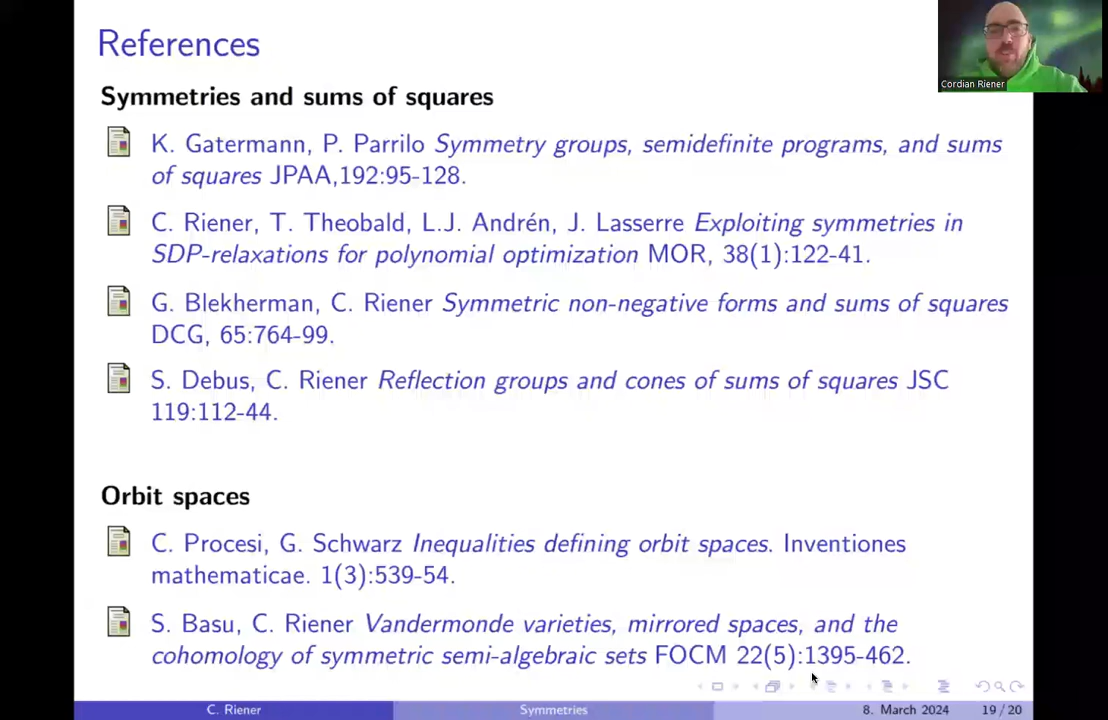 References
Cordian Riener
Symmetries and sums of squares
K. Gatermann, P. Parrilo Symmetry groups, semidefinite programs, and sums
of squares JPAA,192:95-128.
C. Riener, T. Theobald, L.J. Andrén, J. Lasserre Exploiting symmetries in
SDP-relaxations for polynomial optimization MOR, 38(1):122-41.
G. Blekherman, C. Riener Symmetric non-negative forms and sums of squares
DCG, 65:764-99.
S. Debus, C. Riener Reflection groups and cones of sums of squares JSC
119:112-44.
Orbit spaces
C. Procesi, G. Schwarz Inequalities defining orbit spaces. Inventiones
mathematicae. 1(3):539-54.
S. Basu, C. Riener Vandermonde varieties, mirrored spaces, and the
cohomology of symmetric semi-algebraic sets FOCM 22(5):1395-462.
C. Riener Symmetries 8. March 2024 19 / 20